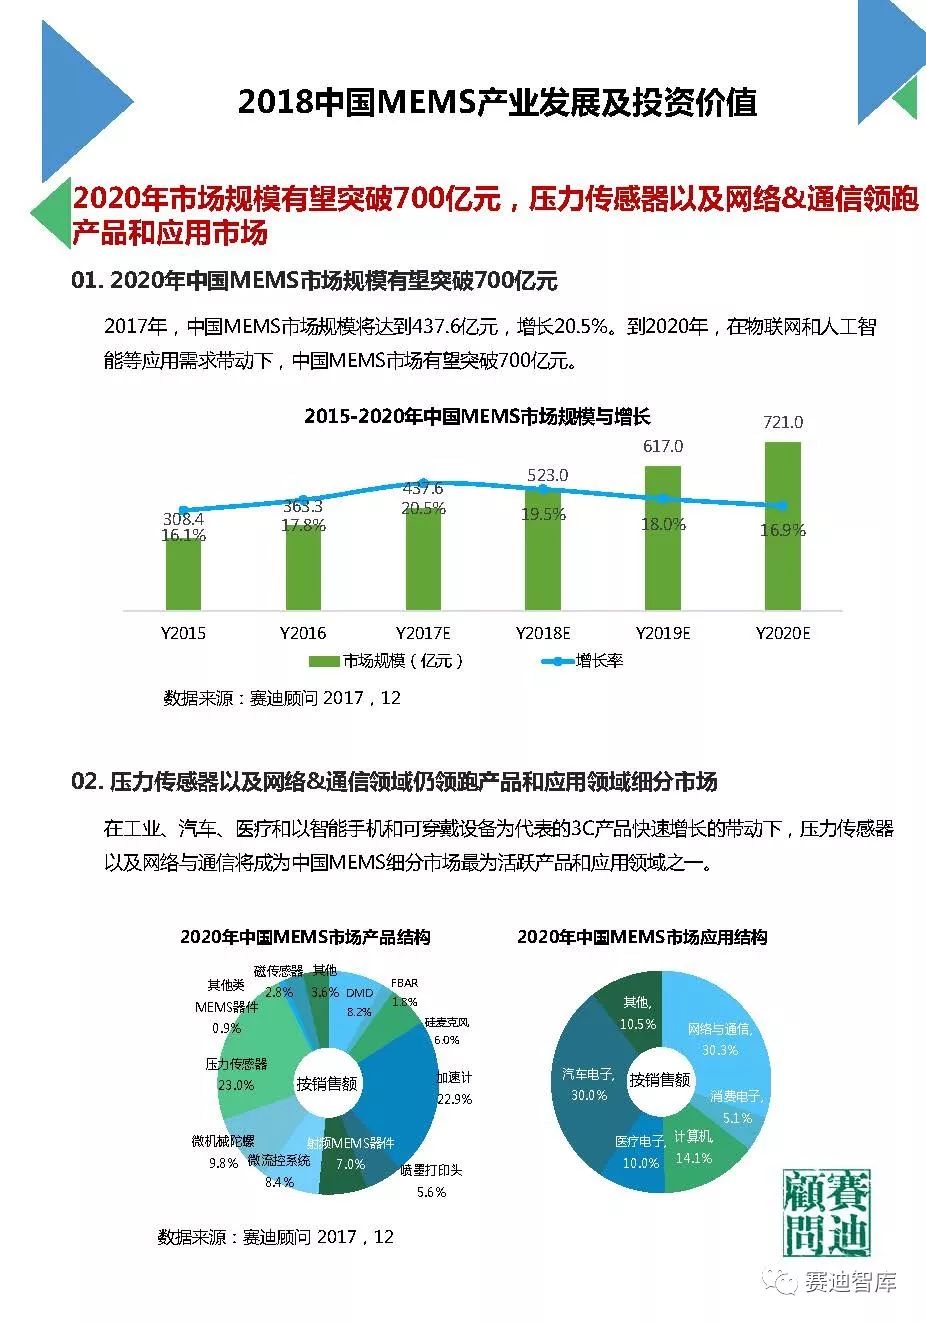 2018中国MEMS产业发展及投资价值
2020年市场规模有望突破700亿元，压力传感器以及网络&通信领跑
产品和应用市场
01. 2020年中国MEMS市场规模有望突破700亿元
2017年，中国MEMS市场规模将达到437.6亿元，增长20.5%。到2020年，在物联网和人工智
能等应用需求带动下，中国MEMS市场有望突破700亿元。
2015-2020年中国MEMS市场规模与增长
308.4
16.1%
363.3
17.8%
437.6
20.5%
523.0
19.5%
617.0
18.0%
721.0
16.9%
Y2015 Y2016 Y2017E Y2018E Y2019E Y2020E
市场规模（亿元） 增长率
数据来源：赛迪顾问 2017，12
02. 压力传感器以及网络&通信领域仍领跑产品和应用领域细分市场
在工业、汽车、医疗和以智能手机和可穿戴设备为代表的3C产品快速增长的带动下，压力传感器
以及网络与通信将成为中国MEMS细分市场最为活跃产品和应用领域之一。
2020年中国MEMS市场产品结构
其他
3.6%
DMD
8.2%
FBAR
1.8%
硅麦克风
6.0%
加速计
22.9%
喷墨打印头
5.6%
射频MEMS器件
7.0%
微流控系统
8.4%
微机械陀螺
9.8%
压力传感器
23.0%
其他类
MEMS器件
0.9%
磁传感器
2.8%
按销售额
2020年中国MEMS市场应用结构
网络与通信,
30.3%
消费电子,
5.1%
计算机,
14.1%
医疗电子,
10.0%
汽车电子,
30.0%
其他,
10.5%
按销售额
数据来源：赛迪顾问 2017，12
顧賽
問迪
赛迪智库